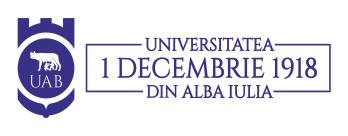 UAB
UNIVERSITATEA
1 DECEMBRIE 1918
DIN ALBA IULIA